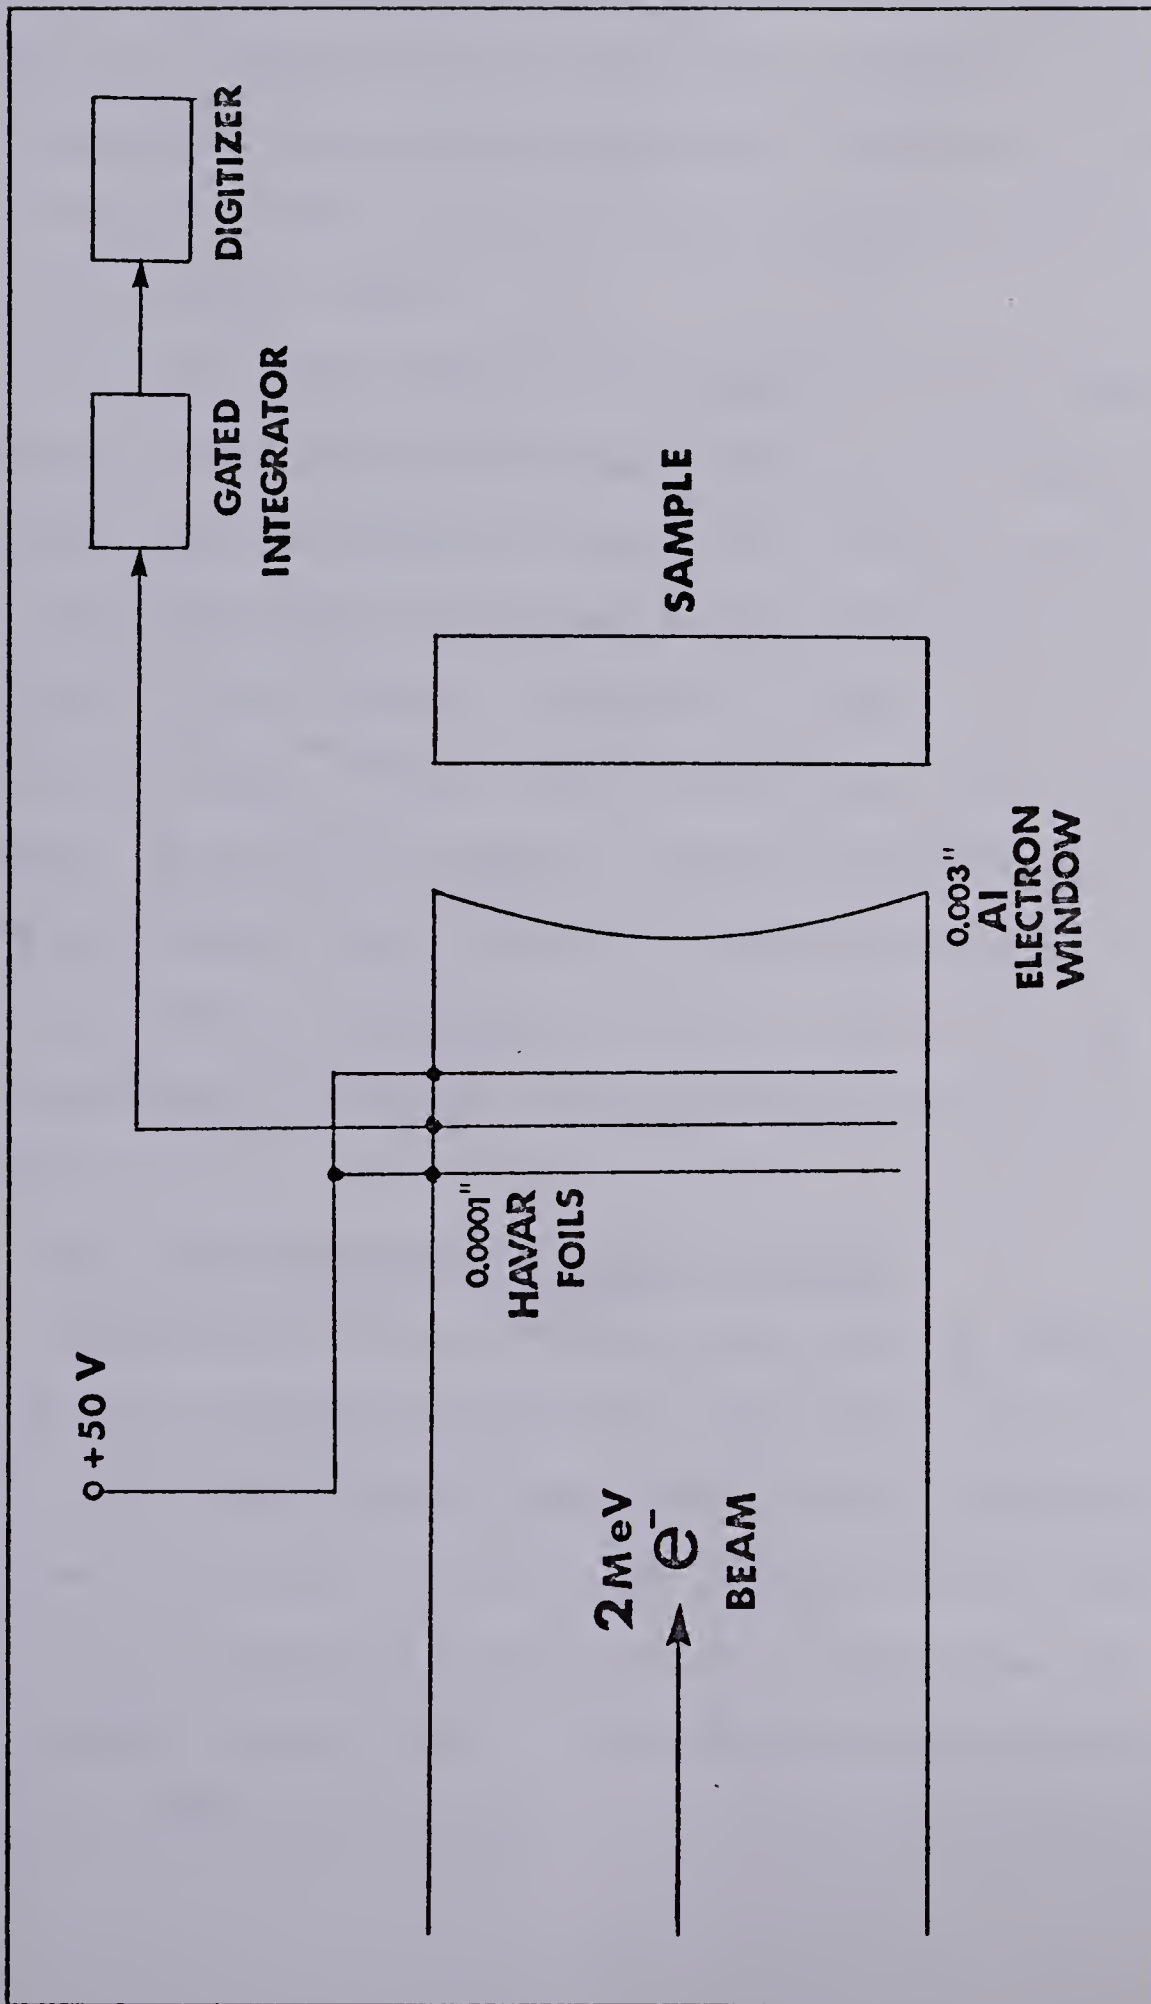 +50 V
GATED
INTEGRATOR
DIGITIZER
0.0001"
HAVAR
FOILS
2 MeV
e⁻
BEAM
SAMPLE
0.003"
Al
ELECTRON
WINDOW